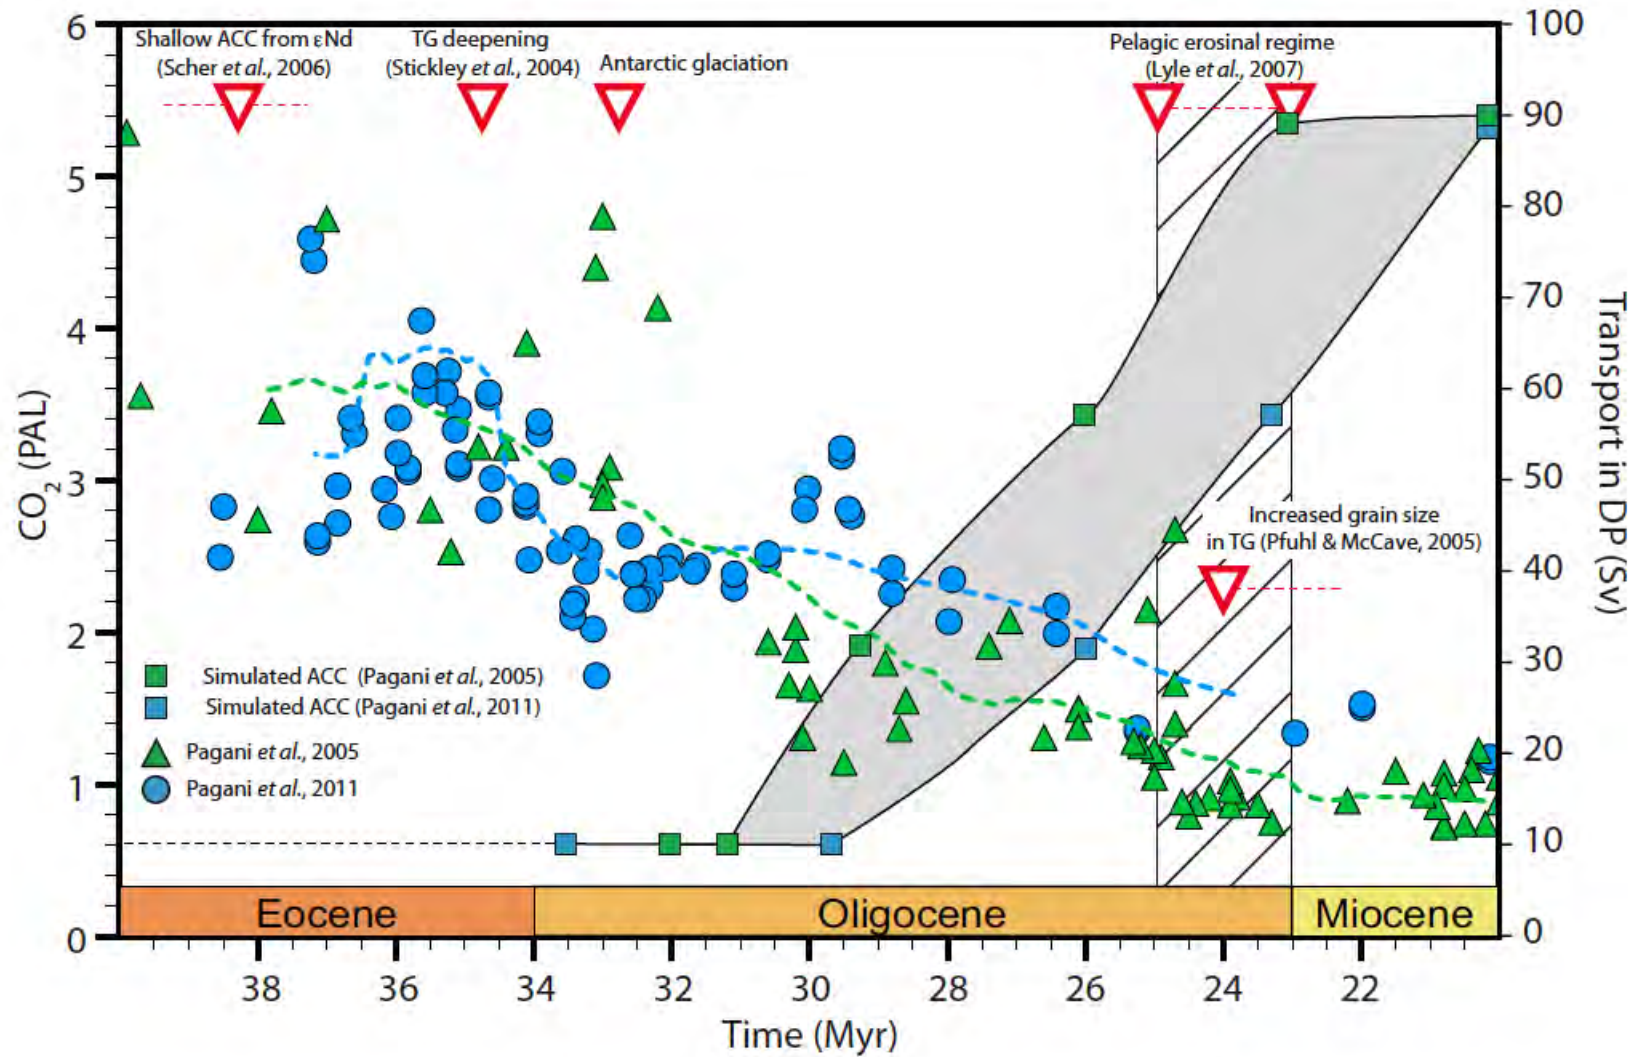 6
5
4
3
2
1
0
CO2 (PAL)
Shallow ACC from εNd
(Scher et al., 2006)
TG deepening
(Stickley et al., 2004)
Antarctic glaciation
Pelagic erosinal regime
(Lyle et al., 2007)
Increased grain size
in TG (Pfuhl & McCave, 2005)
Simulated ACC (Pagani et al., 2005)
Simulated ACC (Pagani et al., 2011)
Pagani et al., 2005
Pagani et al., 2011
Eocene
Oligocene
Miocene
100
90
80
70
60
50
40
30
20
10
0
Transport in DP (Sv)
38 36 34 32 30 28 26 24 22
Time (Myr)